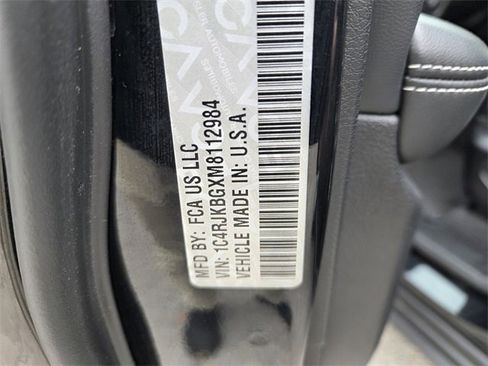 MFD BY: FCA US LLC
VIN: 1C4RJKBGXM8112984
VEHICLE MADE IN: U.S.A.